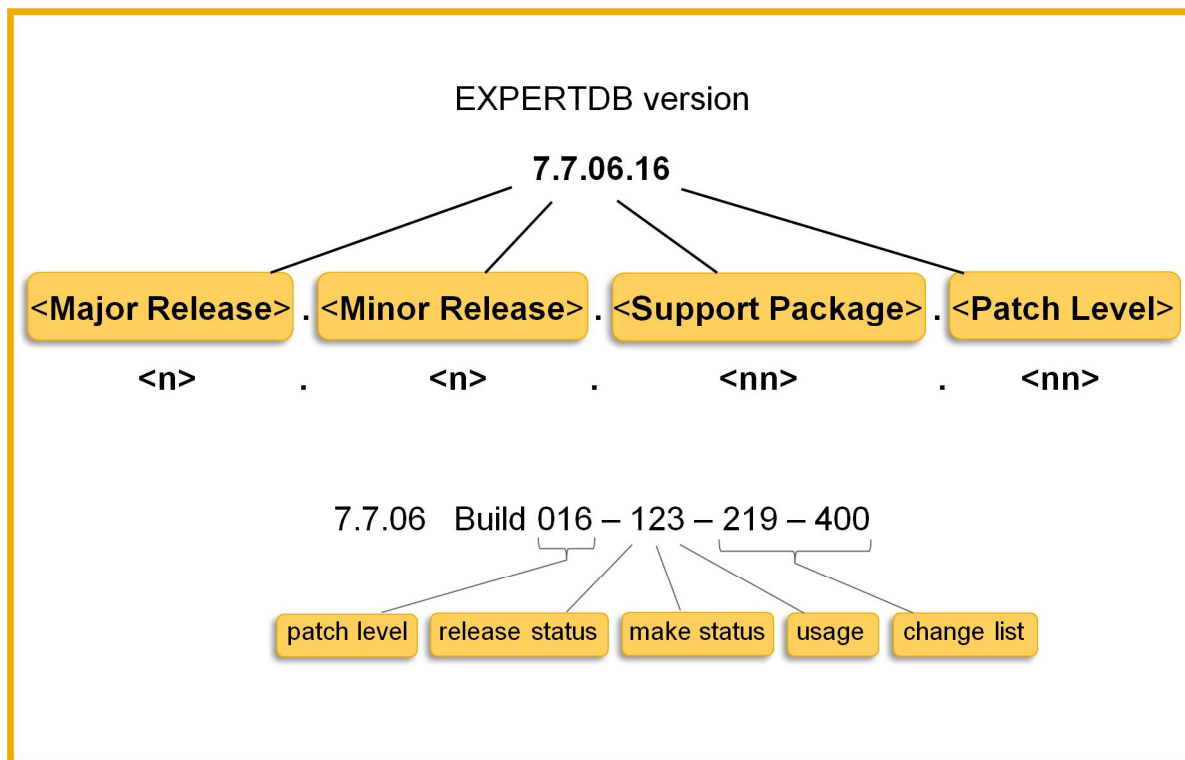 EXPERTDB version
7.7.06.16
<Major Release> . <Minor Release> . <Support Package> . <Patch Level>
<n> . <n> . <nn> . <nn>
7.7.06 Build 016 – 123 – 219 – 400
patch level release status make status usage change list